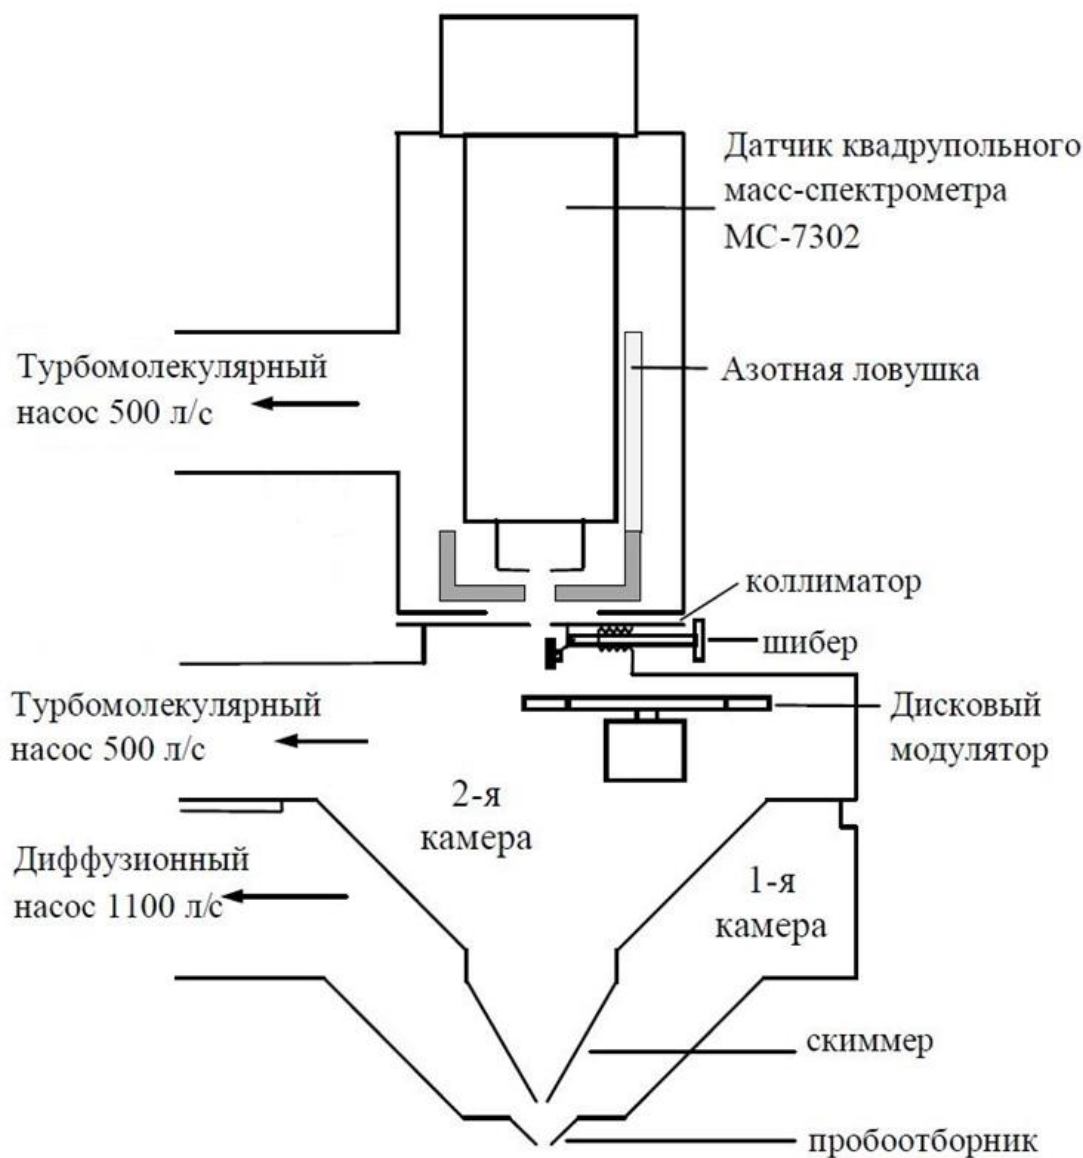 Датчик квадрупольного
масс-спектрометра
МС-7302
Турбомолекулярный
насос 500 л/с
Азотная ловушка
коллиматор
шибер
Турбомолекулярный
насос 500 л/с
Дисковый
модулятор
2-я
камера
Диффузионный
насос 1100 л/с
1-я
камера
скиммер
пробоотборник